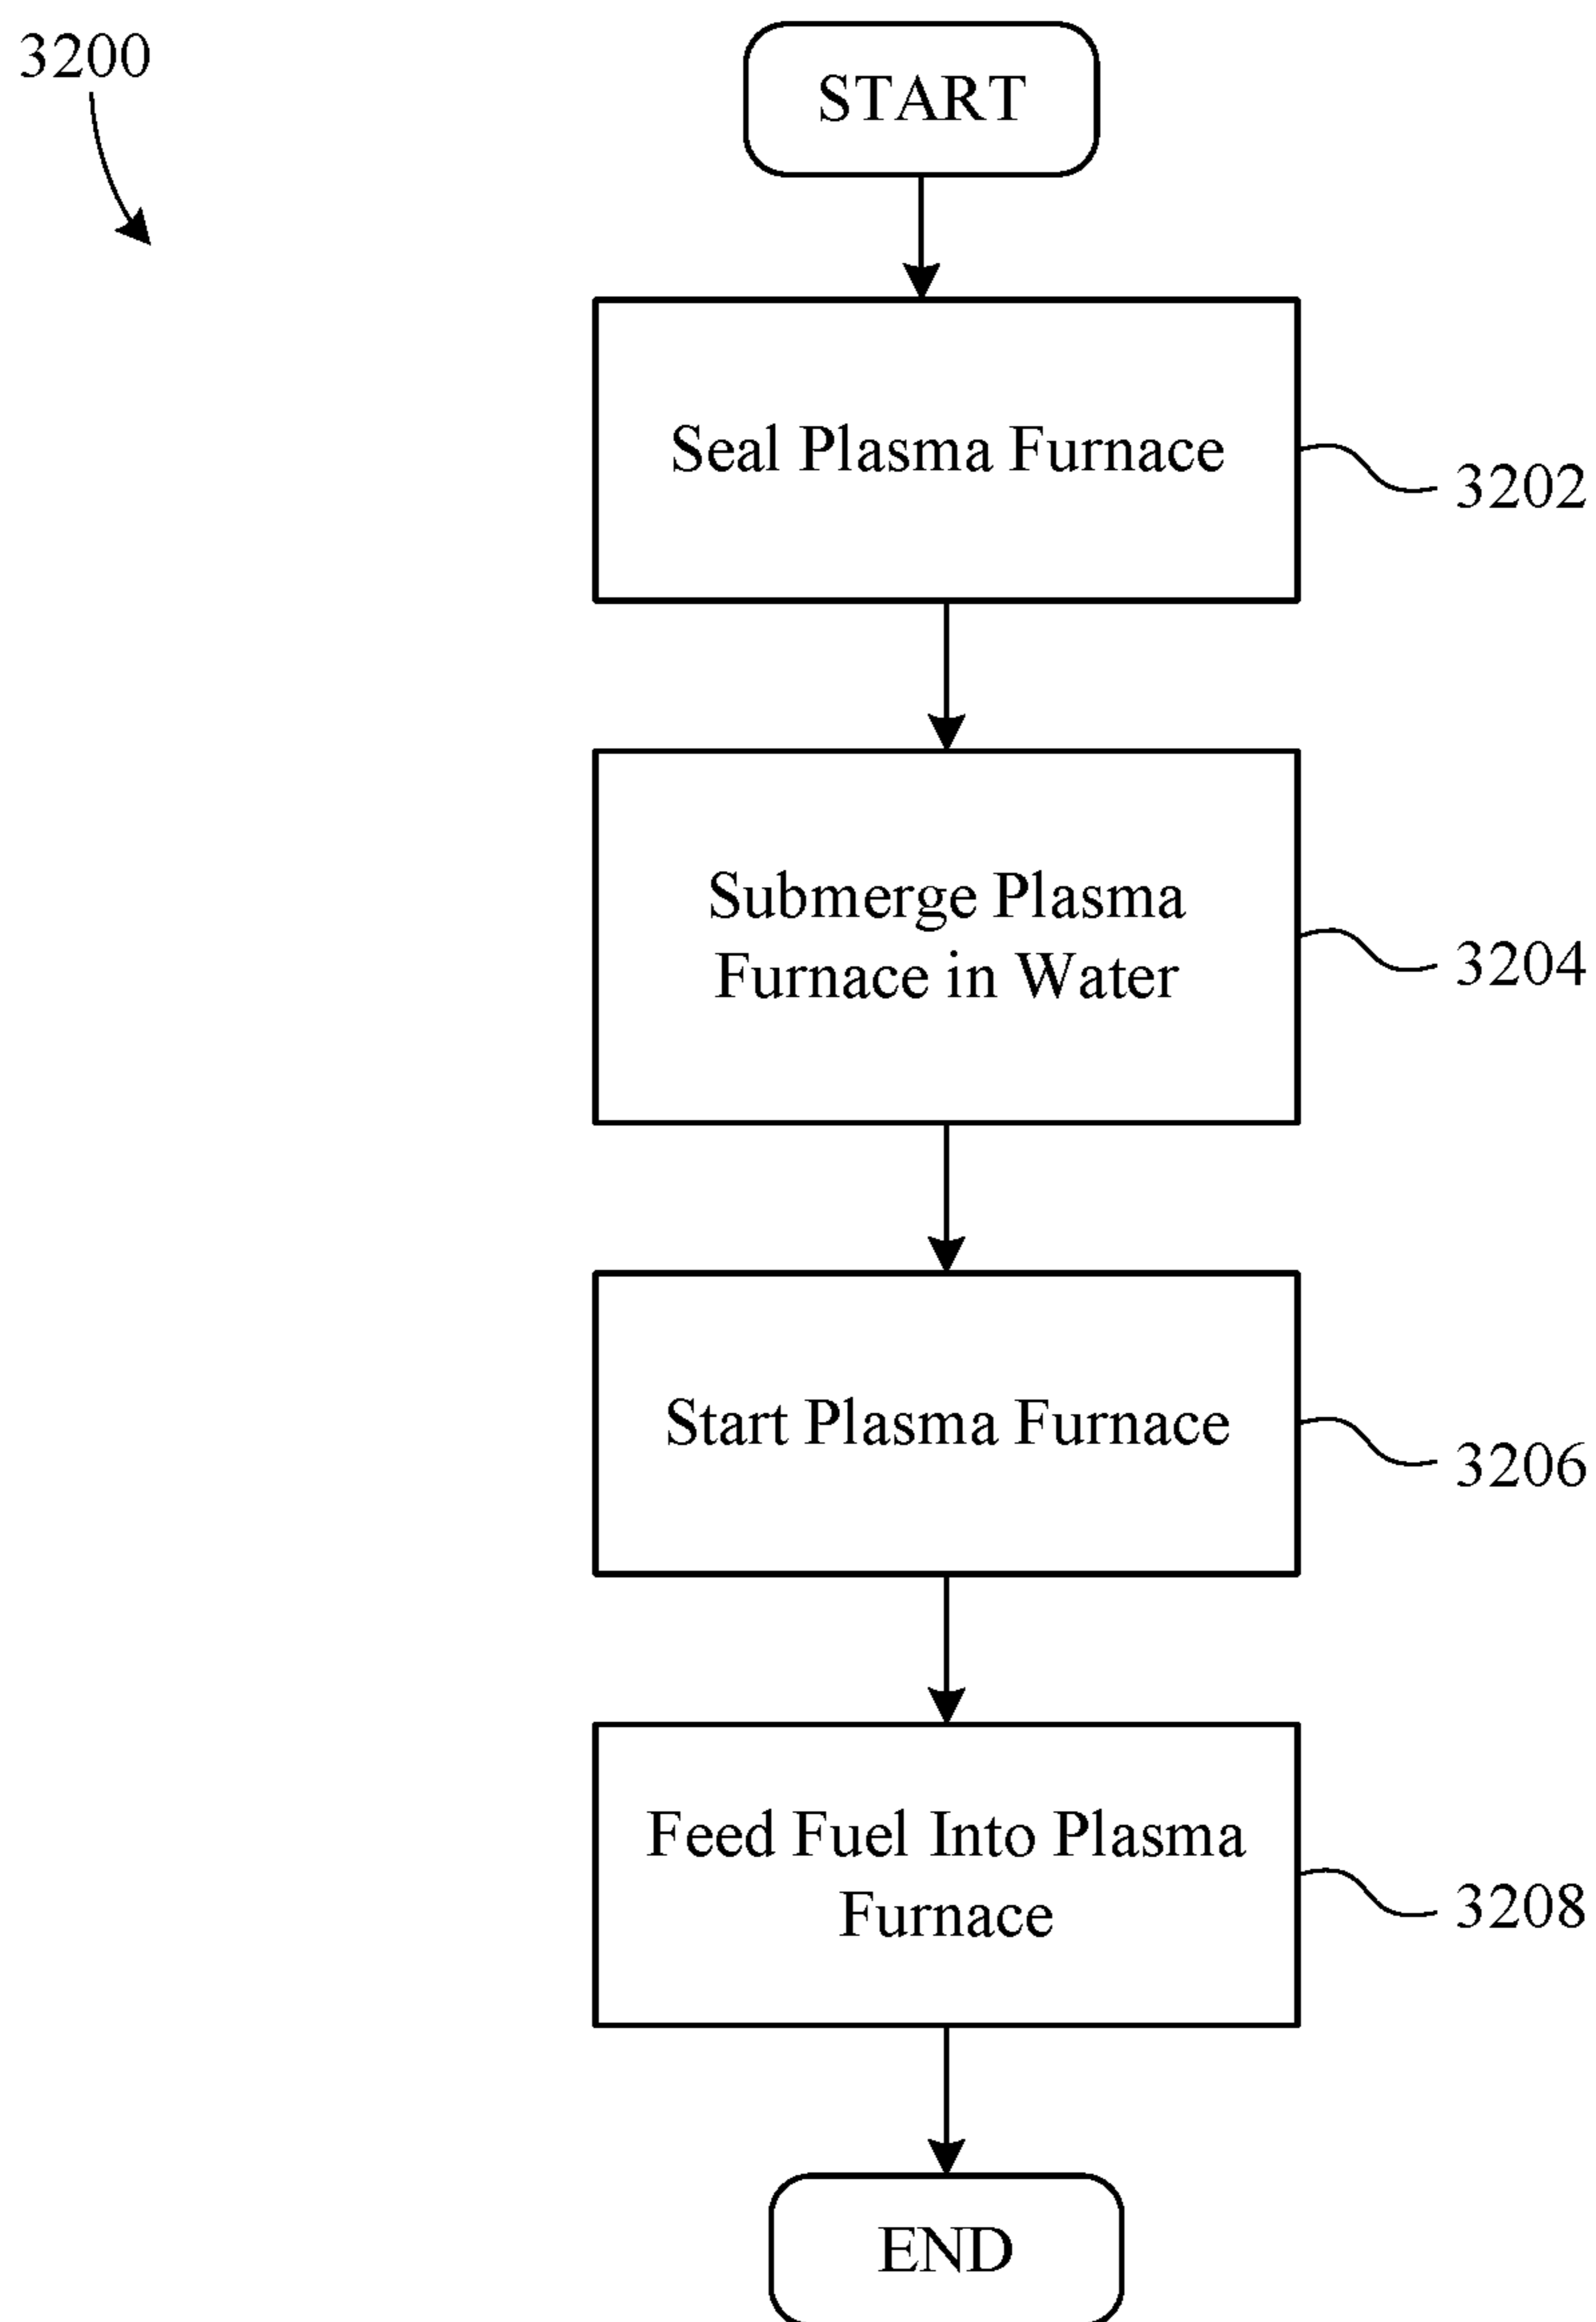 3200
START
Seal Plasma Furnace
3202
Submerge Plasma
Furnace in Water
3204
Start Plasma Furnace
3206
Feed Fuel Into Plasma
Furnace
3208
END